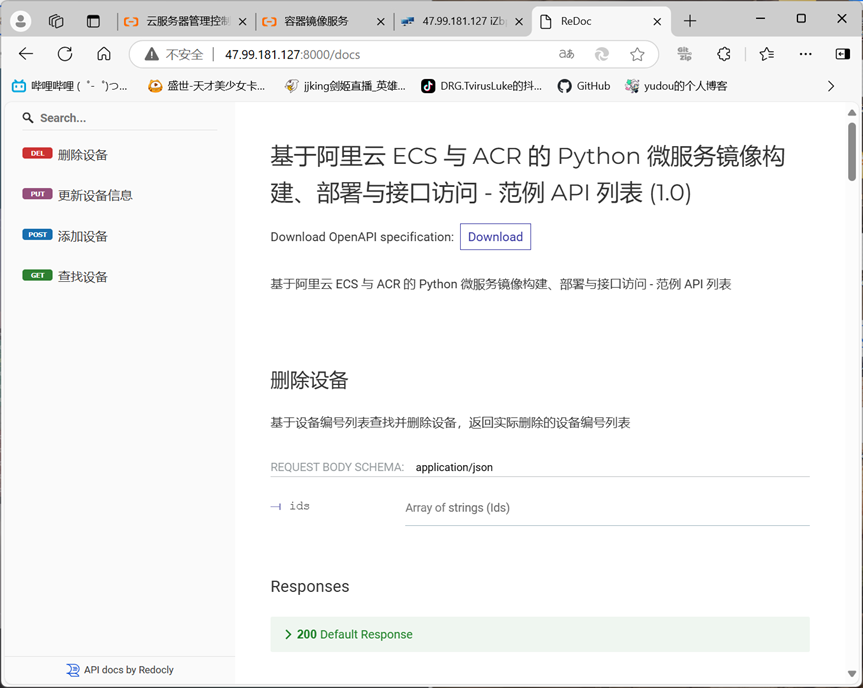 云服务器管理控制
容器镜像服务
47.99.181.127 iZb
ReDoc
不安全
47.99.181.127:8000/docs
aあ
Git zip
哔哩哔哩 ( ゜- ゜)つ...
盛世-天才美少女卡...
jjking剑姬直播_英雄...
DRG.TvirusLuke的抖...
GitHub
yudou的个人博客
Search...
DEL 删除设备
PUT 更新设备信息
POST 添加设备
GET 查找设备
API docs by Redocly
基于阿里云 ECS 与 ACR 的 Python 微服务镜像构
建、部署与接口访问 - 范例 API 列表 (1.0)
Download OpenAPI specification: Download
基于阿里云 ECS 与 ACR 的 Python 微服务镜像构建、部署与接口访问 - 范例 API 列表
删除设备
基于设备编号列表查找并删除设备，返回实际删除的设备编号列表
REQUEST BODY SCHEMA: application/json
ids Array of strings (Ids)
Responses
200 Default Response